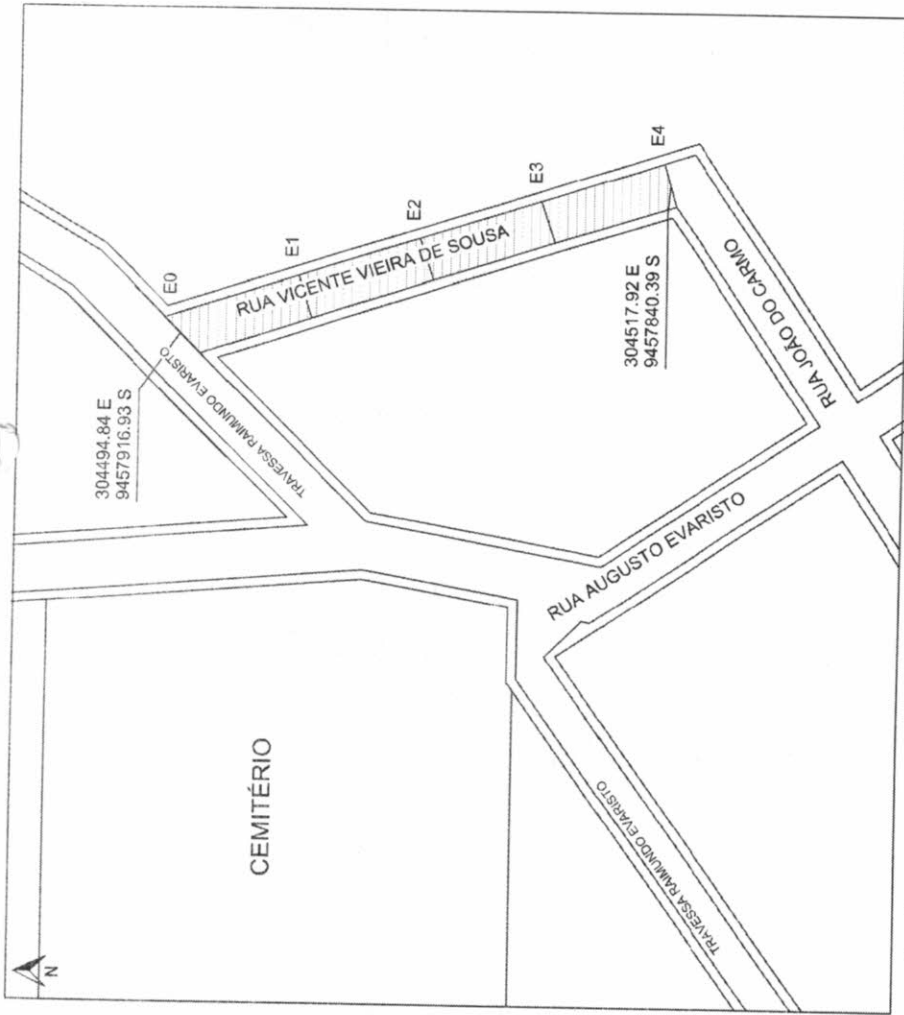 N
CEMITÉRIO
304494.84 E
9457916.93 S
TRAVESSA RAIMUNDO EVARISTO
E0
E1
E2
E3
E4
RUA VICENTE VIEIRA DE SOUSA
304517.92 E
9457840.39 S
RUA JOÃO DO CARMO
RUA AUGUSTO EVARISTO
TRAVESSA RAIMUNDO EVARISTO